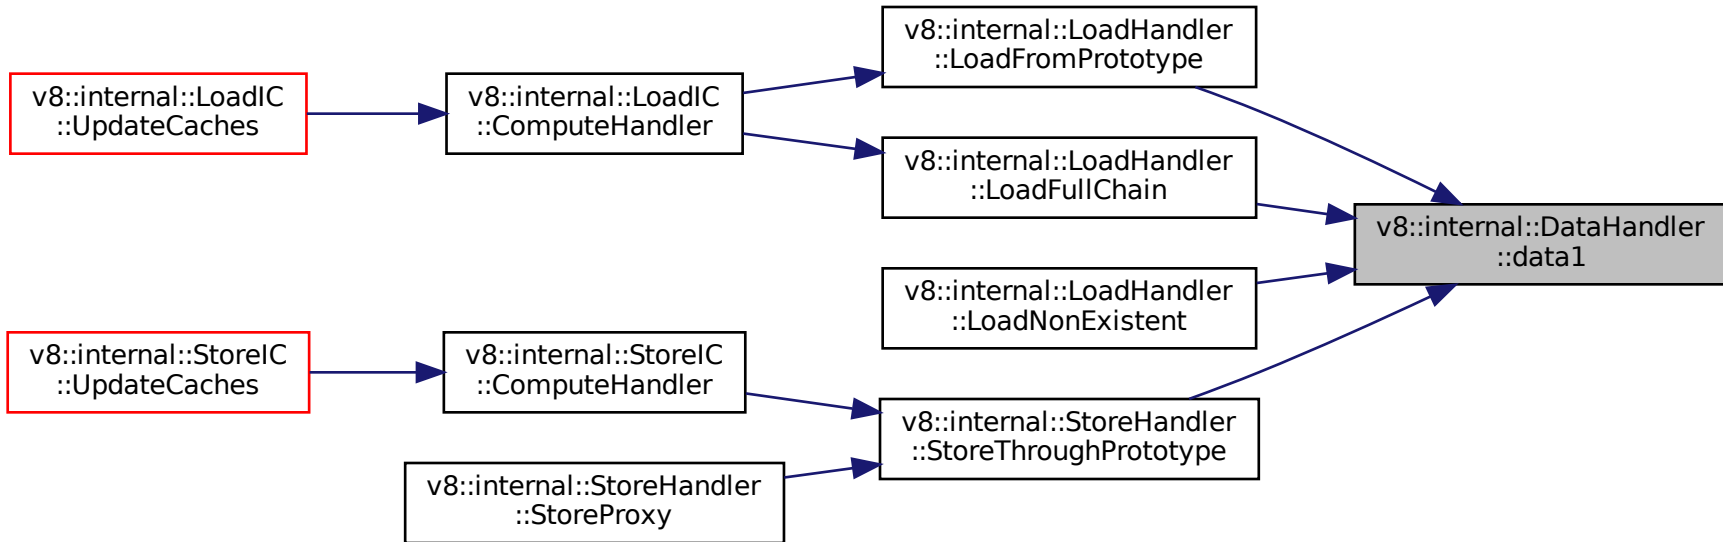 v8::internal::LoadHandler
::LoadFromPrototype
v8::internal::LoadIC
::UpdateCaches
v8::internal::LoadIC
::ComputeHandler
v8::internal::LoadHandler
::LoadFullChain
v8::internal::DataHandler
::data1
v8::internal::LoadHandler
::LoadNonExistent
v8::internal::StoreIC
::UpdateCaches
v8::internal::StoreIC
::ComputeHandler
v8::internal::StoreHandler
::StoreThroughPrototype
v8::internal::StoreHandler
::StoreProxy